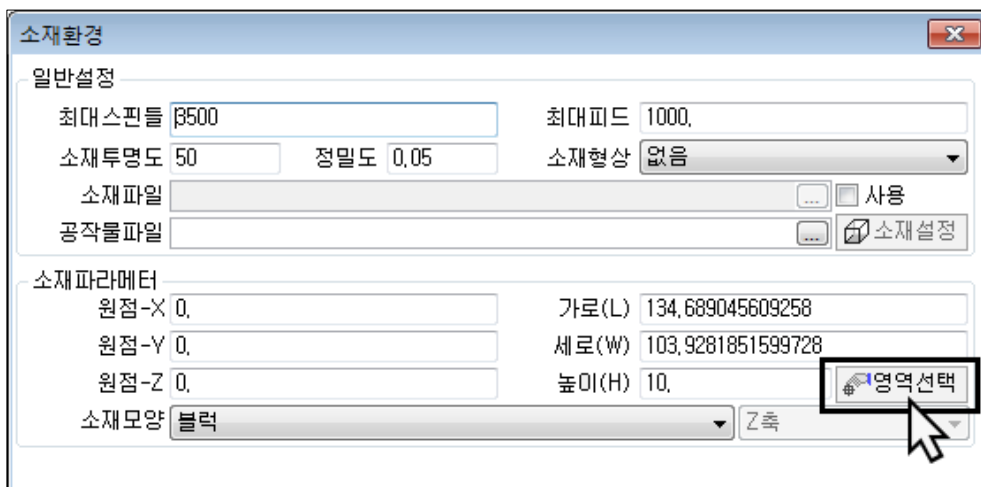 소재환경
일반설정
최대스핀들 3500 최대피드 1000,
소재투명도 50 정밀도 0,05 소재형상 없음
소재파일 ... 사용
공작물파일 ... 소재설정
소재파라메터
원점-X 0, 가로(L) 134,689045609258
원점-Y 0, 세로(W) 103,9281851599728
원점-Z 0, 높이(H) 10, 영역선택
소재모양 블럭 Z축